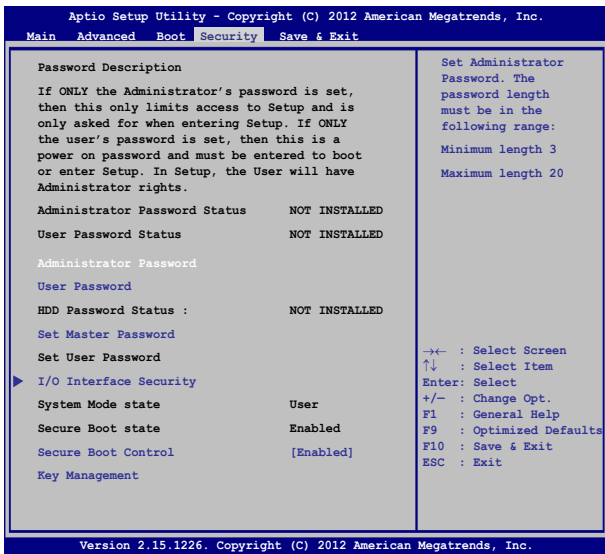 Aptio Setup Utility - Copyright (C) 2012 American Megatrends, Inc.
Main Advanced Boot Security Save & Exit
Password Description
If ONLY the Administrator's password is set,
then this only limits access to Setup and is
only asked for when entering Setup. If ONLY
the user's password is set, then this is a
power on password and must be entered to boot
or enter Setup. In Setup, the User will have
Administrator rights.
Administrator Password Status NOT INSTALLED
User Password Status NOT INSTALLED
Administrator Password
User Password
HDD Password Status : NOT INSTALLED
Set Master Password
Set User Password
I/O Interface Security
System Mode state User
Secure Boot state Enabled
Secure Boot Control [Enabled]
Key Management
Set Administrator
Password. The
password length
must be in the
following range:
Minimum length 3
Maximum length 20
→← : Select Screen
↑↓ : Select Item
Enter: Select
+/— : Change Opt.
F1 : General Help
F9 : Optimized Defaults
F10 : Save & Exit
ESC : Exit
Version 2.15.1226. Copyright (C) 2012 American Megatrends, Inc.